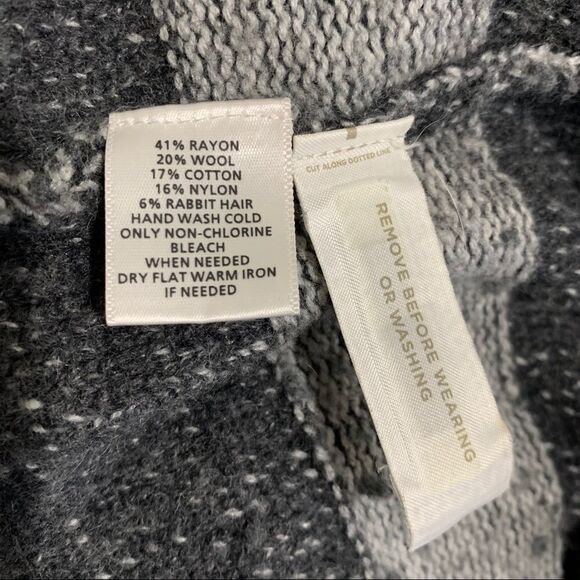 41% RAYON
20% WOOL
17% COTTON
16% NYLON
6% RABBIT HAIR
HAND WASH COLD
ONLY NON-CHLORINE
BLEACH
WHEN NEEDED
DRY FLAT WARM IRON
IF NEEDED
CUT ALONG DOTTED LINE
REMOVE BEFORE WEARING
OR WASHING